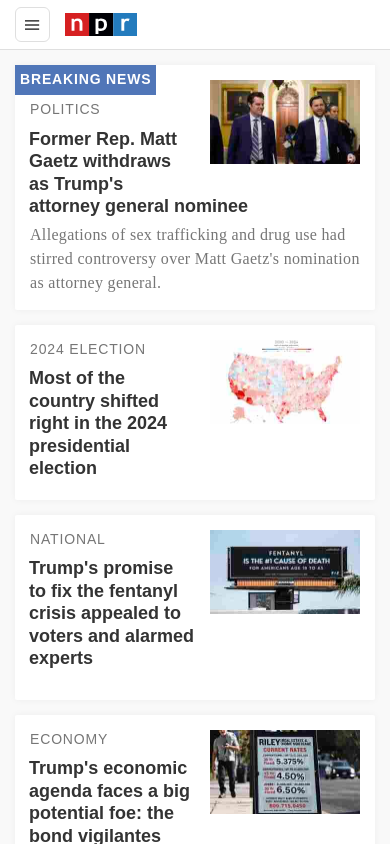 npr
BREAKING NEWS
POLITICS
Former Rep. Matt
Gaetz withdraws
as Trump's
attorney general nominee
Allegations of sex trafficking and drug use had
stirred controversy over Matt Gaetz's nomination
as attorney general.
2024 ELECTION
Most of the
country shifted
right in the 2024
presidential
election
NATIONAL
Trump's promise
to fix the fentanyl
crisis appealed to
voters and alarmed
experts
FENTANYL
IS THE #1 CAUSE OF DEATH
FOR AMERICANS AGE 18 TO 45
ECONOMY
Trump's economic
agenda faces a big
potential foe: the
bond vigilantes
RILEY
CURRENT RATES
5.375%
4.50%
6.50%